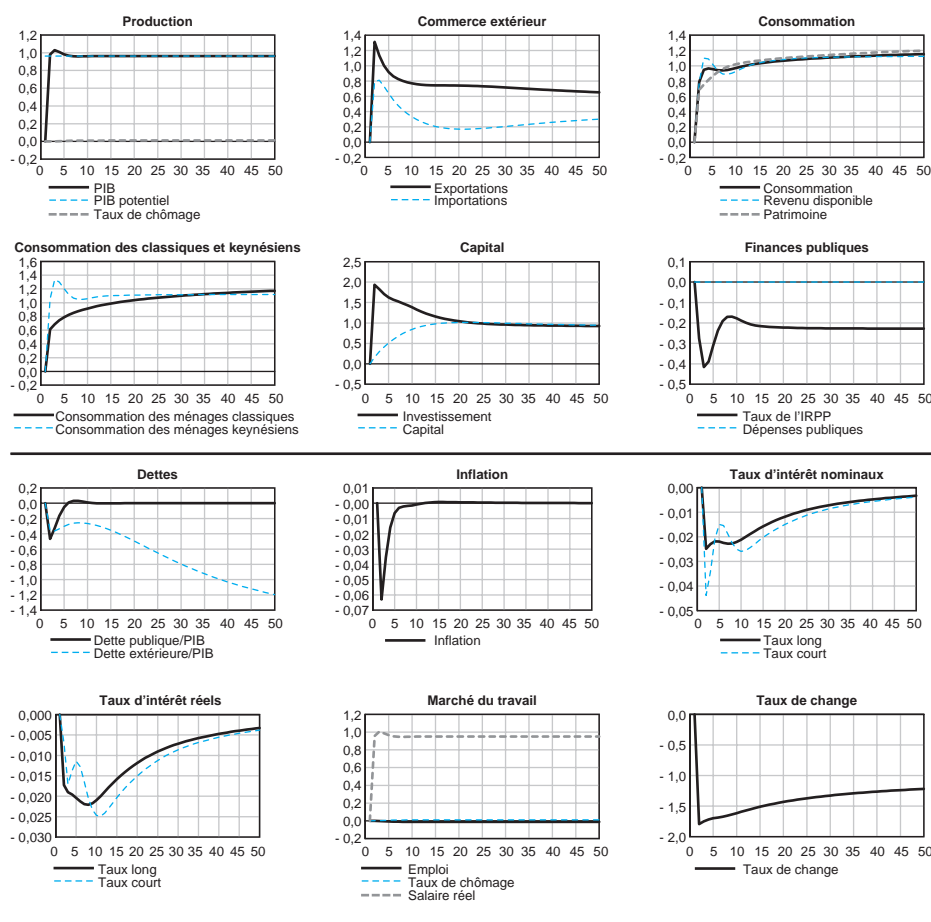 Production
1,2
1,0
0,8
0,6
0,4
0,2
0,0
- 0,2
0 5 10 15 20 25 30 35 40 45 50
PIB
PIB potentiel
Taux de chômage
Commerce extérieur
1,4
1,2
1,0
0,8
0,6
0,4
0,2
0,0
- 0,2
0 5 10 15 20 25 30 35 40 45 50
Exportations
Importations
Consommation
1,4
1,2
1,0
0,8
0,6
0,4
0,2
0,0
- 0,2
0 5 10 15 20 25 30 35 40 45 50
Consommation
Revenu disponible
Patrimoine
Consommation des classiques et keynésiens
1,6
1,4
1,2
1,0
0,8
0,6
0,4
0,2
0,0
- 0,2
0 5 10 15 20 25 30 35 40 45 50
Consommation des ménages classiques
Consommation des ménages keynésiens
Capital
2,5
2,0
1,5
1,0
0,5
0,0
- 0,5
0 5 10 15 20 25 30 35 40 45 50
Investissement
Capital
Finances publiques
0,1
0,0
- 0,1
- 0,2
- 0,3
- 0,4
- 0,5
0 5 10 15 20 25 30 35 40 45 50
Taux de l'IRPP
Dépenses publiques
Dettes
0,2
0,0
- 0,2
- 0,4
- 0,6
- 0,8
- 1,0
- 1,2
- 1,4
0 5 10 15 20 25 30 35 40 45 50
Dette publique/PIB
Dette extérieure/PIB
Inflation
0,01
0,00
- 0,01
- 0,01
- 0,03
- 0,04
- 0,05
- 0,06
- 0,07
0 5 10 15 20 25 30 35 40 45 50
Inflation
Taux d'intérêt nominaux
0,00
- 0,01
- 0,02
- 0,03
- 0,04
- 0,05
0 5 10 15 20 25 30 35 40 45 50
Taux long
Taux court
Taux d'intérêt réels
0,000
- 0,005
- 0,010
- 0,015
- 0,020
- 0,025
- 0,030
0 5 10 15 20 25 30 35 40 45 50
Taux long
Taux court
Marché du travail
1,2
1,0
0,8
0,6
0,4
0,2
0,0
- 0,2
0 5 10 15 20 25 30 35 40 45 50
Emploi
Taux de chômage
Salaire réel
Taux de change
0,0
- 0,5
- 1,0
- 1,5
- 2,0
0 5 10 15 20 25 30 35 40 45 50
Taux de change